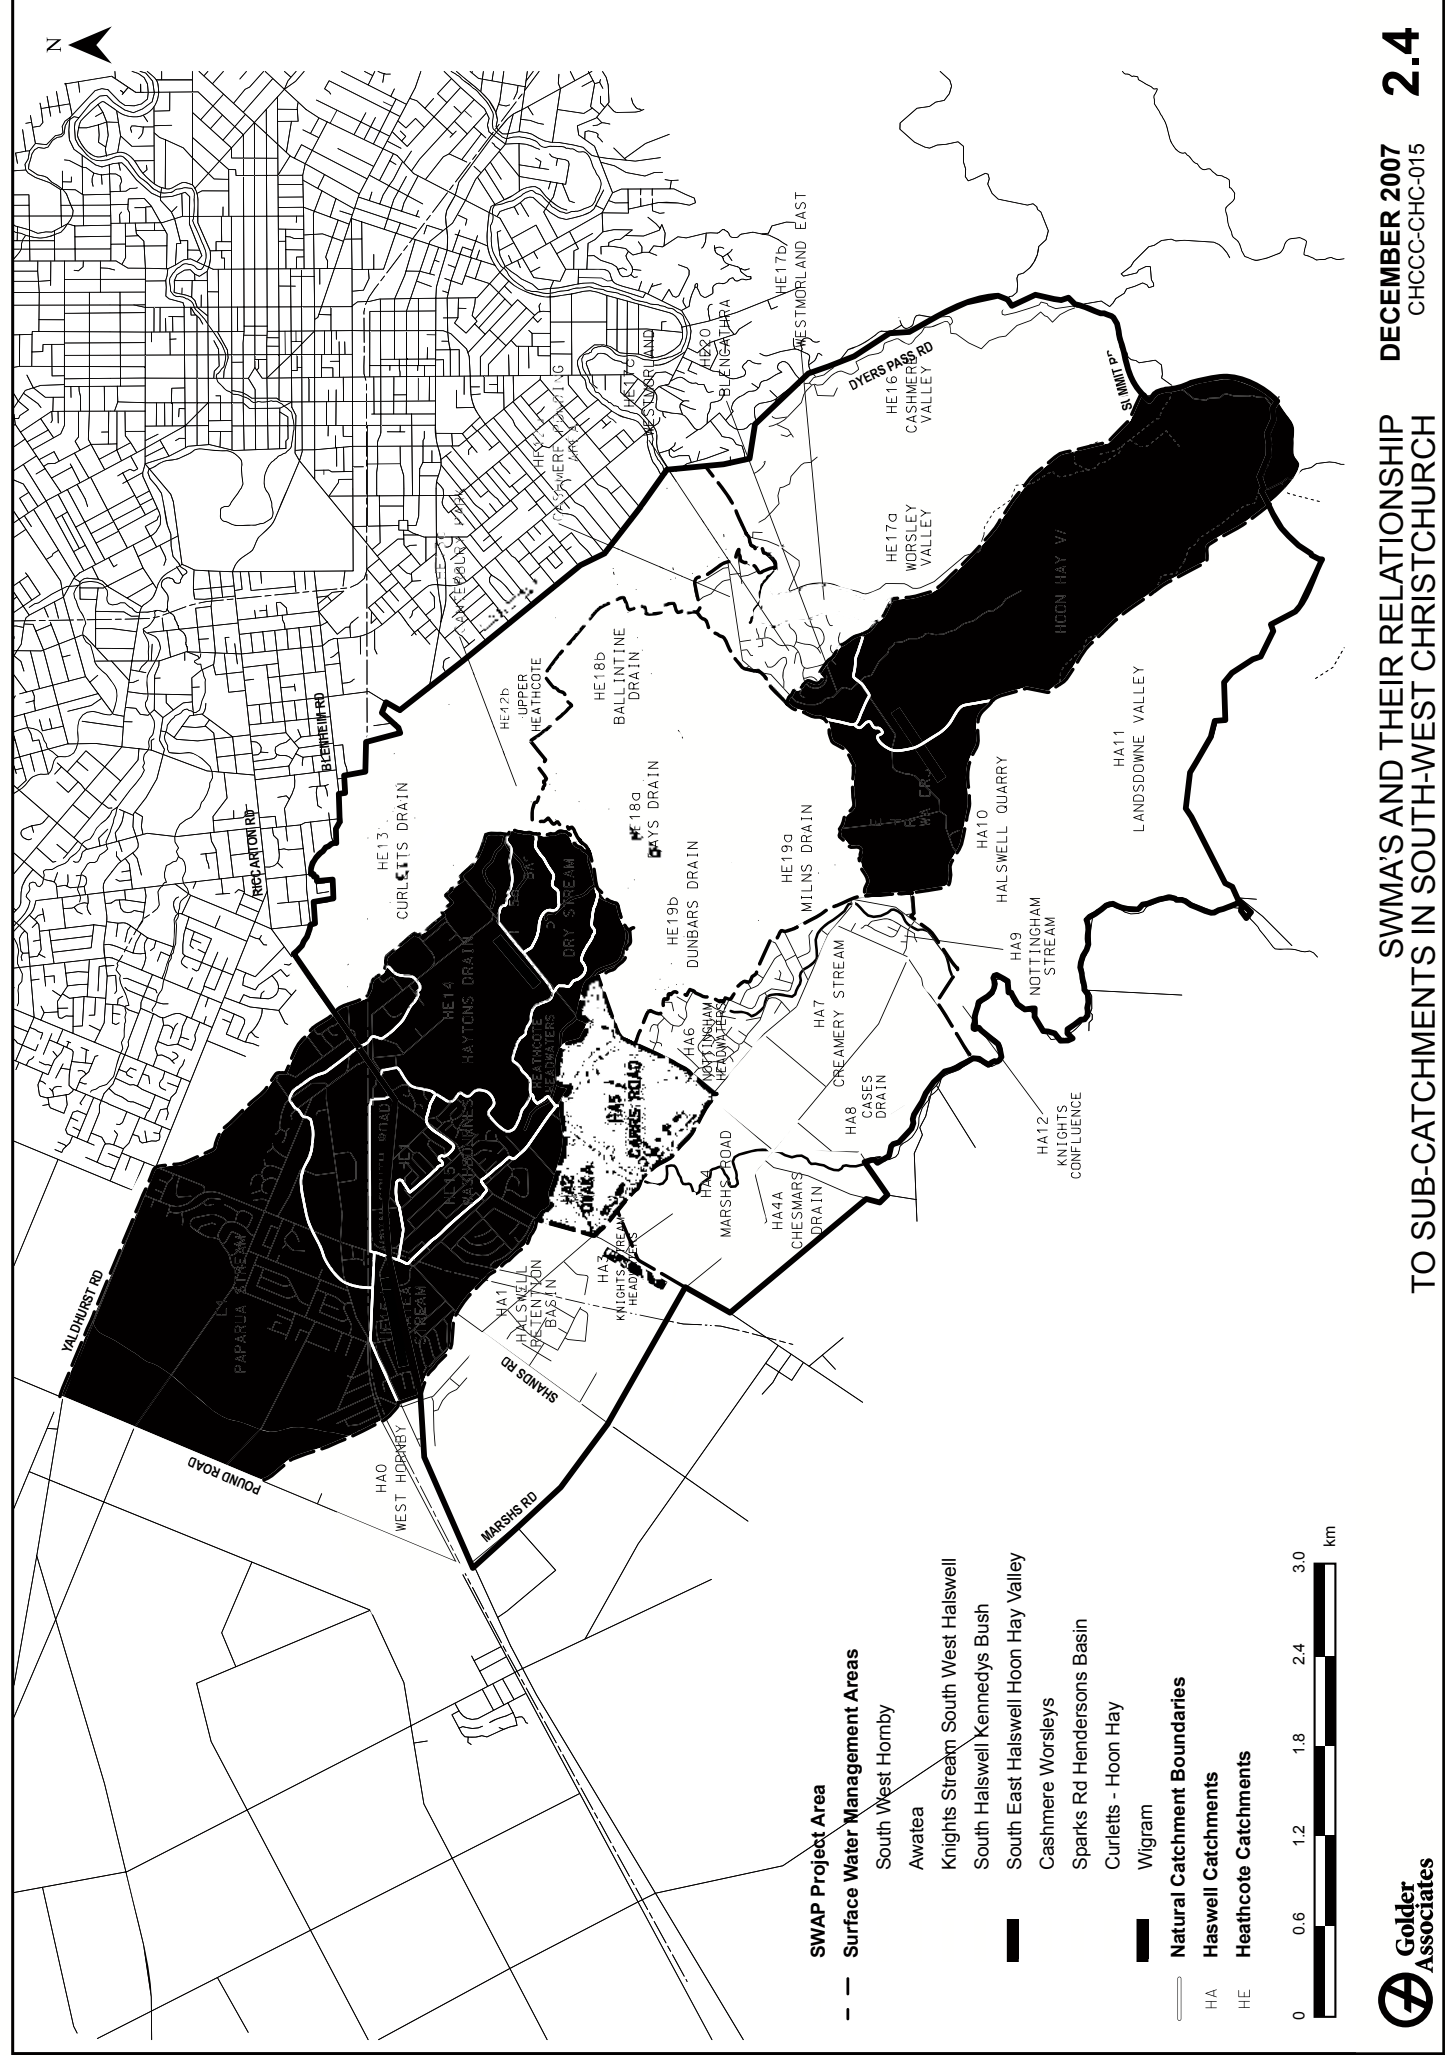 N
YALDHURST RD
POUND ROAD
RICCARTON RD
BLENHEIM RD
L1
PAPARUA STREAM
HA0
WEST HORNBY
MARSHS RD
SHANDS RD
HA1
HALSWELL
RETENTION
BASIN
HE14
HAYTONS DRAIN
HE13
CURLETTS DRAIN
HEATHCOTE
HEADWATERS
DRY STREAM
HE12b
UPPER
HEATHCOTE
HE18b
BALLINTINE
DRAIN
HE18a
DAYS DRAIN
HE19b
DUNBARS DRAIN
HE19a
MILNS DRAIN
HA2
OWAKA
HA5
CARRS ROAD
HA3
KNIGHTS STREAM
HEADWATERS
HA6
NOTTINGHAM
HEADWATERS
HA4
MARSHS ROAD
HA4A
CHESMARS
DRAIN
HA7
CREAMERY STREAM
HA8
CASES
DRAIN
HA12
KNIGHTS
CONFLUENCE
HA9
NOTTINGHAM
STREAM
HA10
HALSWELL QUARRY
HA11
LANDSDOWNE VALLEY
HOON HAY V
HE17a
WORSLEY
VALLEY
HE16
CASHMERE
VALLEY
DYERS PASS RD
HE17c
WESTMORLAND
HE20
BLENGATHRA
HE17b
WESTMORLAND EAST
SWAP Project Area
Surface Water Management Areas
South West Hornby
Awatea
Knights Stream South West Halswell
South Halswell Kennedys Bush
South East Halswell Hoon Hay Valley
Cashmere Worsleys
Sparks Rd Hendersons Basin
Curletts - Hoon Hay
Wigram
Natural Catchment Boundaries
HA Haswell Catchments
HE Heathcote Catchments
0 0.6 1.2 1.8 2.4 3.0
km
Golder
Associates
SWMA'S AND THEIR RELATIONSHIP
TO SUB-CATCHMENTS IN SOUTH-WEST CHRISTCHURCH
DECEMBER 2007
CHCCC-CHC-015
2.4